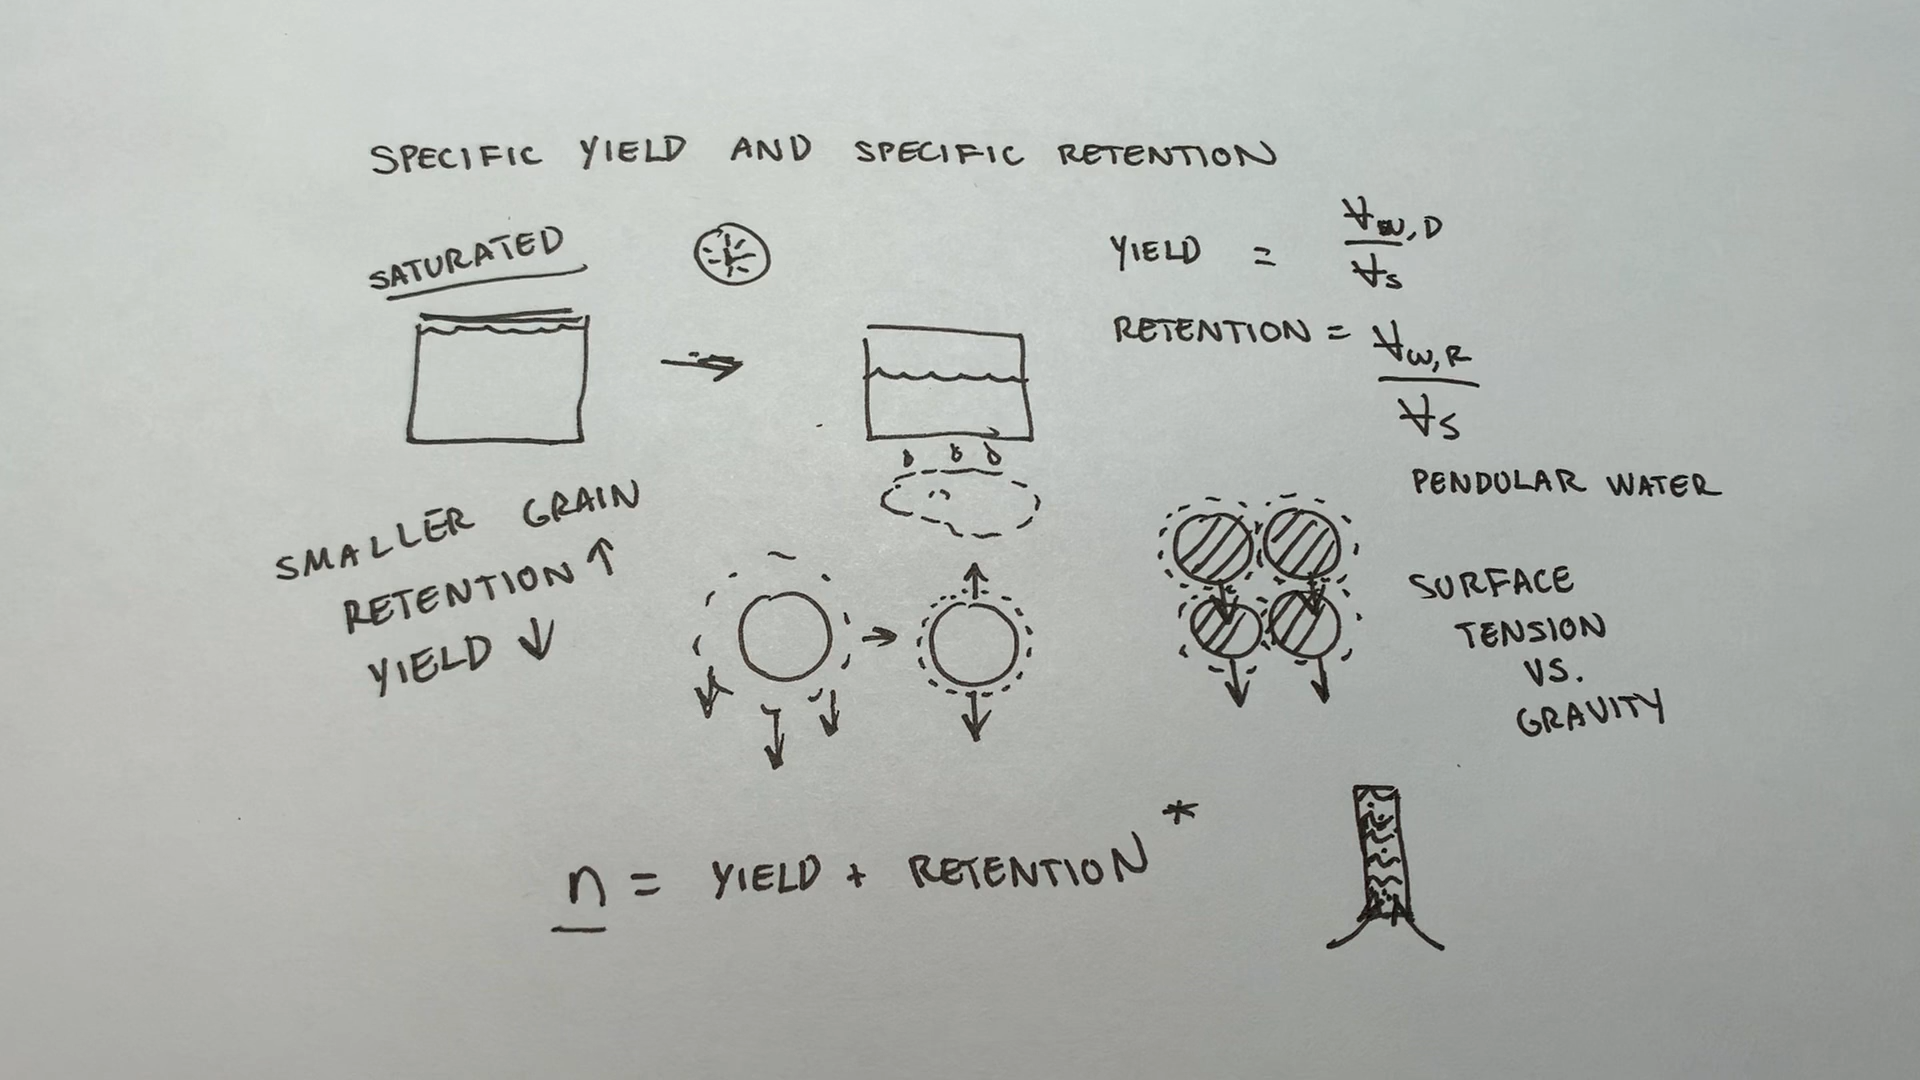 SPECIFIC YIELD AND SPECIFIC RETENTION
SATURATED
YIELD = V̶w,D / V̶s
RETENTION = V̶w,R / V̶s
PENDULAR WATER
SMALLER GRAIN
RETENTION ↑
YIELD ↓
SURFACE
TENSION
VS.
GRAVITY
n = YIELD + RETENTION *